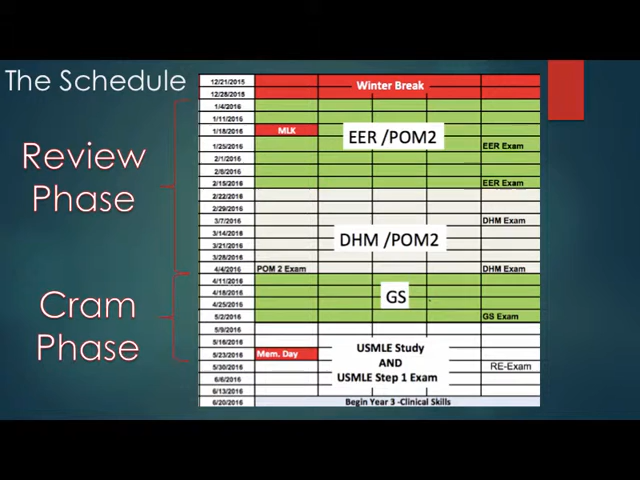 The Schedule
Review
Phase
Cram
Phase
12/21/2015
Winter Break
12/28/2015
1/4/2016
1/11/2016
1/18/2016 MLK
EER /POM2
1/25/2016 EER Exam
2/1/2016
2/8/2016
2/15/2016 EER Exam
2/22/2016
2/29/2016
3/7/2016 DHM Exam
3/14/2016
DHM /POM2
3/21/2016
3/28/2016
4/4/2016 POM 2 Exam DHM Exam
4/11/2016
4/18/2016
GS
4/25/2016
5/2/2016 GS Exam
5/9/2016
5/16/2016
USMLE Study
5/23/2016 Mem. Day
AND
5/30/2016 RE-Exam
6/6/2016
USMLE Step 1 Exam
6/13/2016
6/20/2016 Begin Year 3 -Clinical Skills